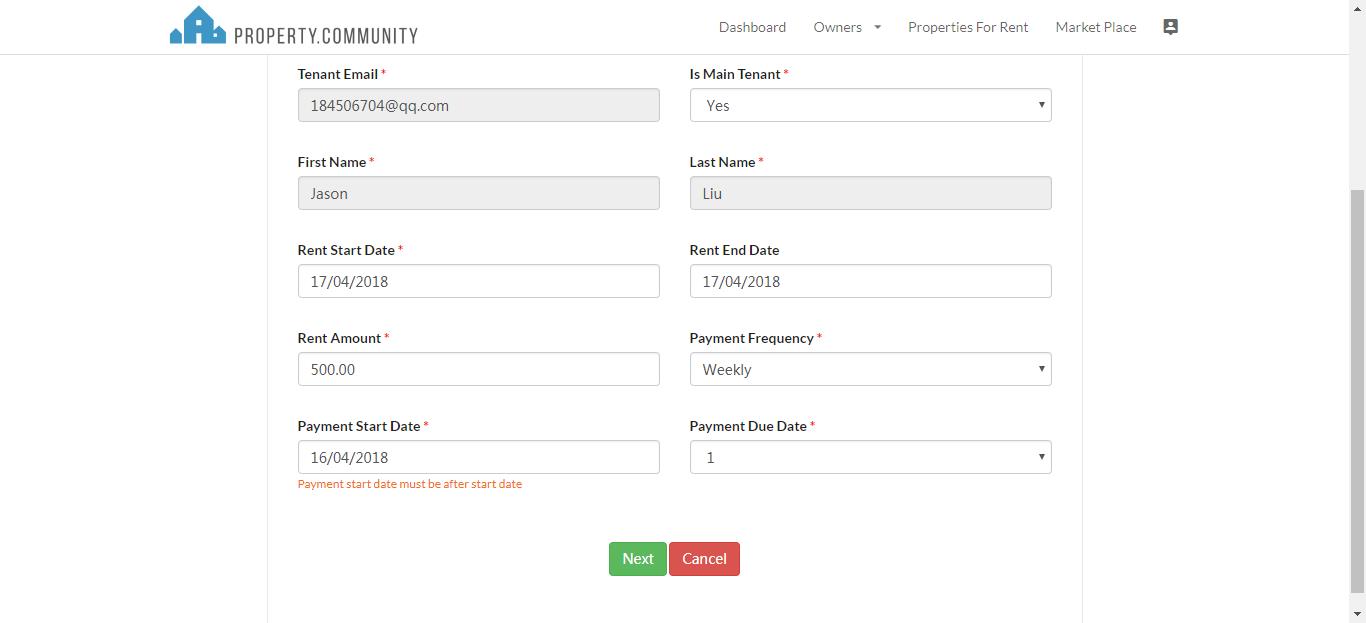 PROPERTY.COMMUNITY Dashboard Owners Properties For Rent Market Place
Tenant Email * Is Main Tenant *
184506704@qq.com Yes
First Name * Last Name *
Jason Liu
Rent Start Date * Rent End Date
17/04/2018 17/04/2018
Rent Amount * Payment Frequency *
500.00 Weekly
Payment Start Date * Payment Due Date *
16/04/2018 1
Payment start date must be after start date
Next Cancel